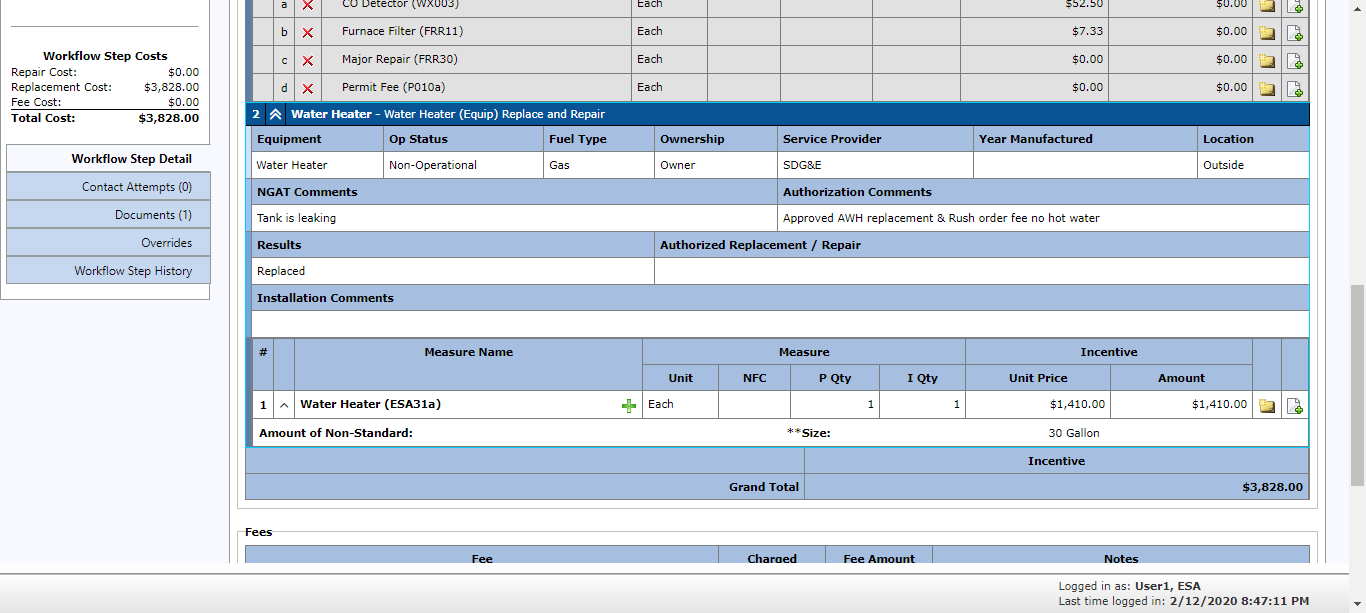 a CO Detector (WX003) Each $52.50 $0.00
b Furnace Filter (FRR11) Each $7.33 $0.00
Workflow Step Costs
Repair Cost: $0.00
Replacement Cost: $3,828.00
Fee Cost: $0.00
Total Cost: $3,828.00
c Major Repair (FRR30) Each $0.00 $0.00
d Permit Fee (P010a) Each $0.00 $0.00
Workflow Step Detail
Contact Attempts (0)
Documents (1)
Overrides
Workflow Step History
2 Water Heater - Water Heater (Equip) Replace and Repair
Equipment Op Status Fuel Type Ownership Service Provider Year Manufactured Location
Water Heater Non-Operational Gas Owner SDG&E Outside
NGAT Comments Authorization Comments
Tank is leaking Approved AWH replacement & Rush order fee no hot water
Results Authorized Replacement / Repair
Replaced
Installation Comments
# Measure Name Measure Incentive
Unit NFC P Qty I Qty Unit Price Amount
1 Water Heater (ESA31a) Each 1 1 $1,410.00 $1,410.00
Amount of Non-Standard: **Size: 30 Gallon
Incentive
Grand Total $3,828.00
Fees
Fee Charged Fee Amount Notes
Logged in as: User1, ESA
Last time logged in: 2/12/2020 8:47:11 PM